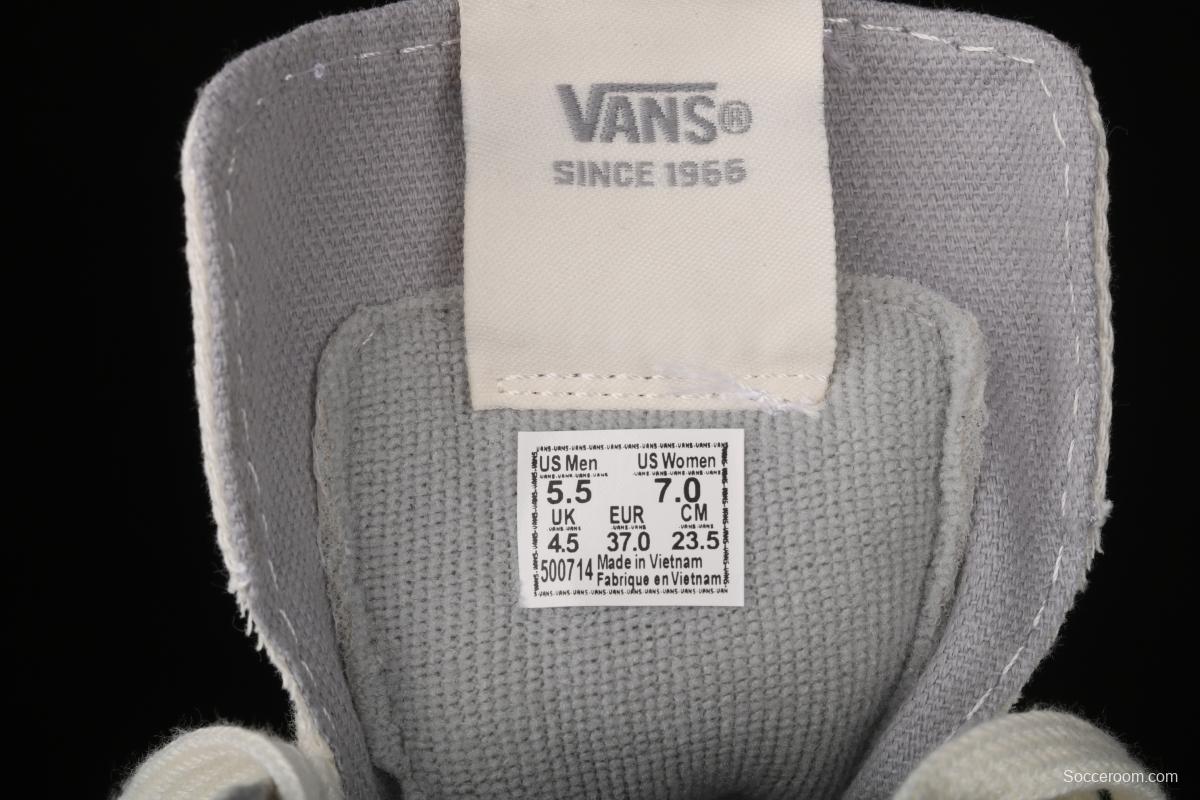 VANS®
SINCE 1966
US Men US Women
5.5 7.0
UK EUR CM
4.5 37.0 23.5
500714 Made in Vietnam
Fabrique en Vietnam
Socceroom.com